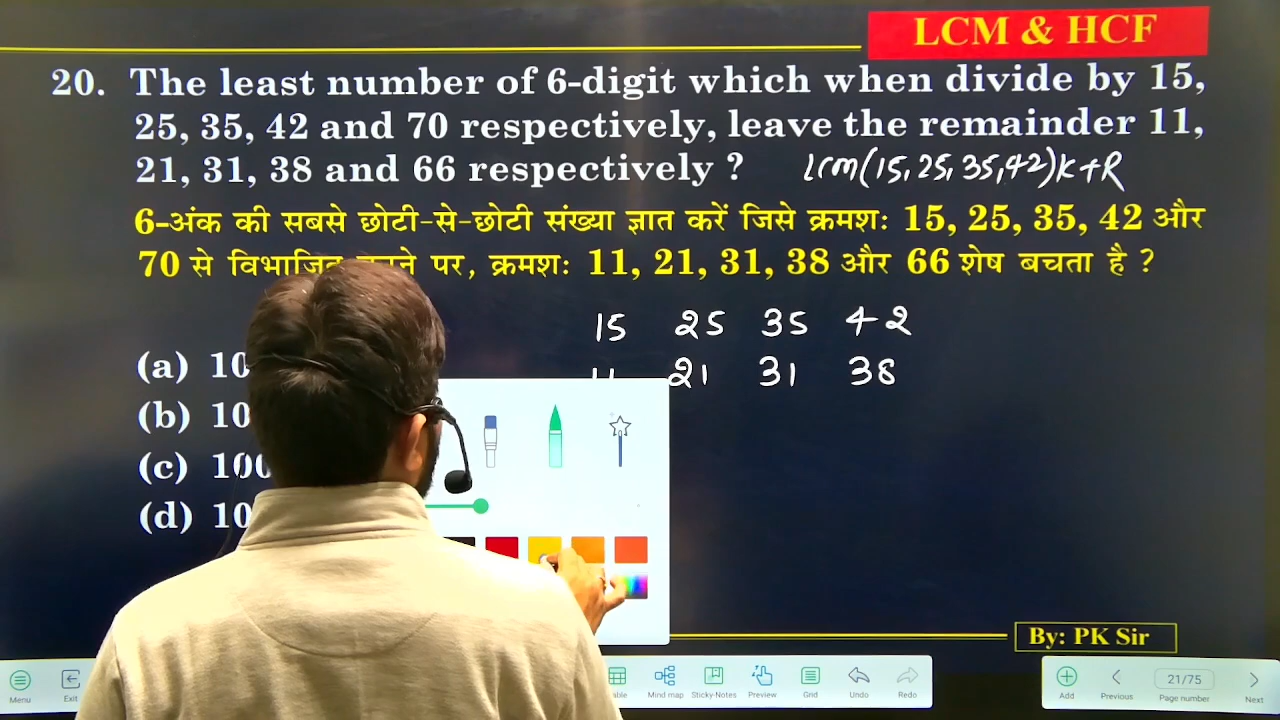 LCM & HCF
20. The least number of 6-digit which when divide by 15,
25, 35, 42 and 70 respectively, leave the remainder 11,
21, 31, 38 and 66 respectively ? lcm(15,25,35,42)K+R
6-अंक की सबसे छोटी-से-छोटी संख्या ज्ञात करें जिसे क्रमशः 15, 25, 35, 42 और
70 से विभाजित करने पर, क्रमशः 11, 21, 31, 38 और 66 शेष बचता है ?
15 25 35 42
11 21 31 38
(a) 10
(b) 10
(c) 100
(d) 10
By: PK Sir
Menu Exit Mind map Sticky-Notes Preview Grid Undo Redo Add Previous 21/75 Page number Next